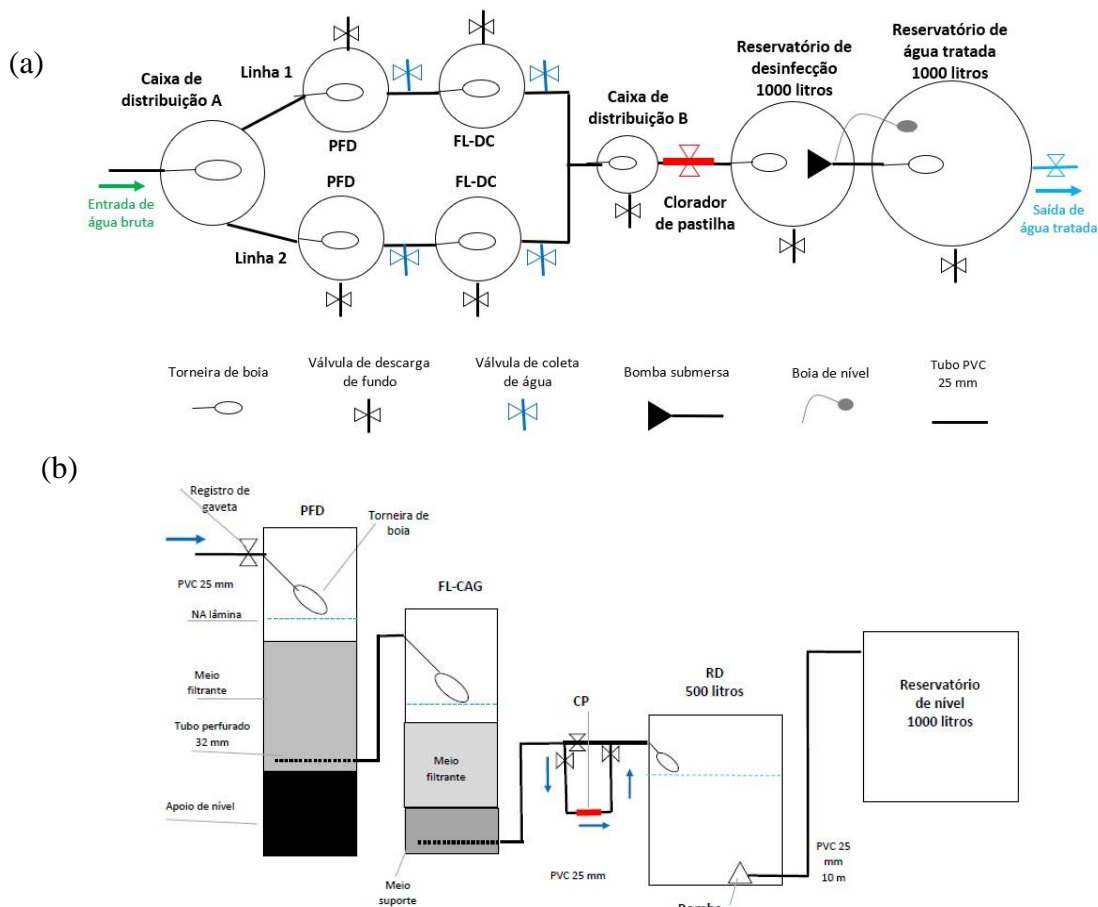 (a)
Caixa de
distribuição A
Linha 1
PFD
FL-DC
Caixa de
distribuição B
Reservatório de
desinfecção
1000 litros
Reservatório de
água tratada
1000 litros
Entrada de
água bruta
Linha 2
PFD
FL-DC
Clorador
de pastilha
Saída de
água tratada
Torneira de boia
Válvula de descarga
de fundo
Válvula de coleta
de água
Bomba submersa
Boia de nível
Tubo PVC
25 mm
(b)
Registro de
gaveta
PFD
Torneira de
boia
PVC 25 mm
NA lâmina
FL-CAG
Meio
filtrante
Tubo perfurado
32 mm
Apoio de nível
Meio
filtrante
Meio
suporte
CP
PVC 25 mm
RD
500 litros
Bomba
PVC 25
mm
10 m
Reservatório
de nível
1000 litros